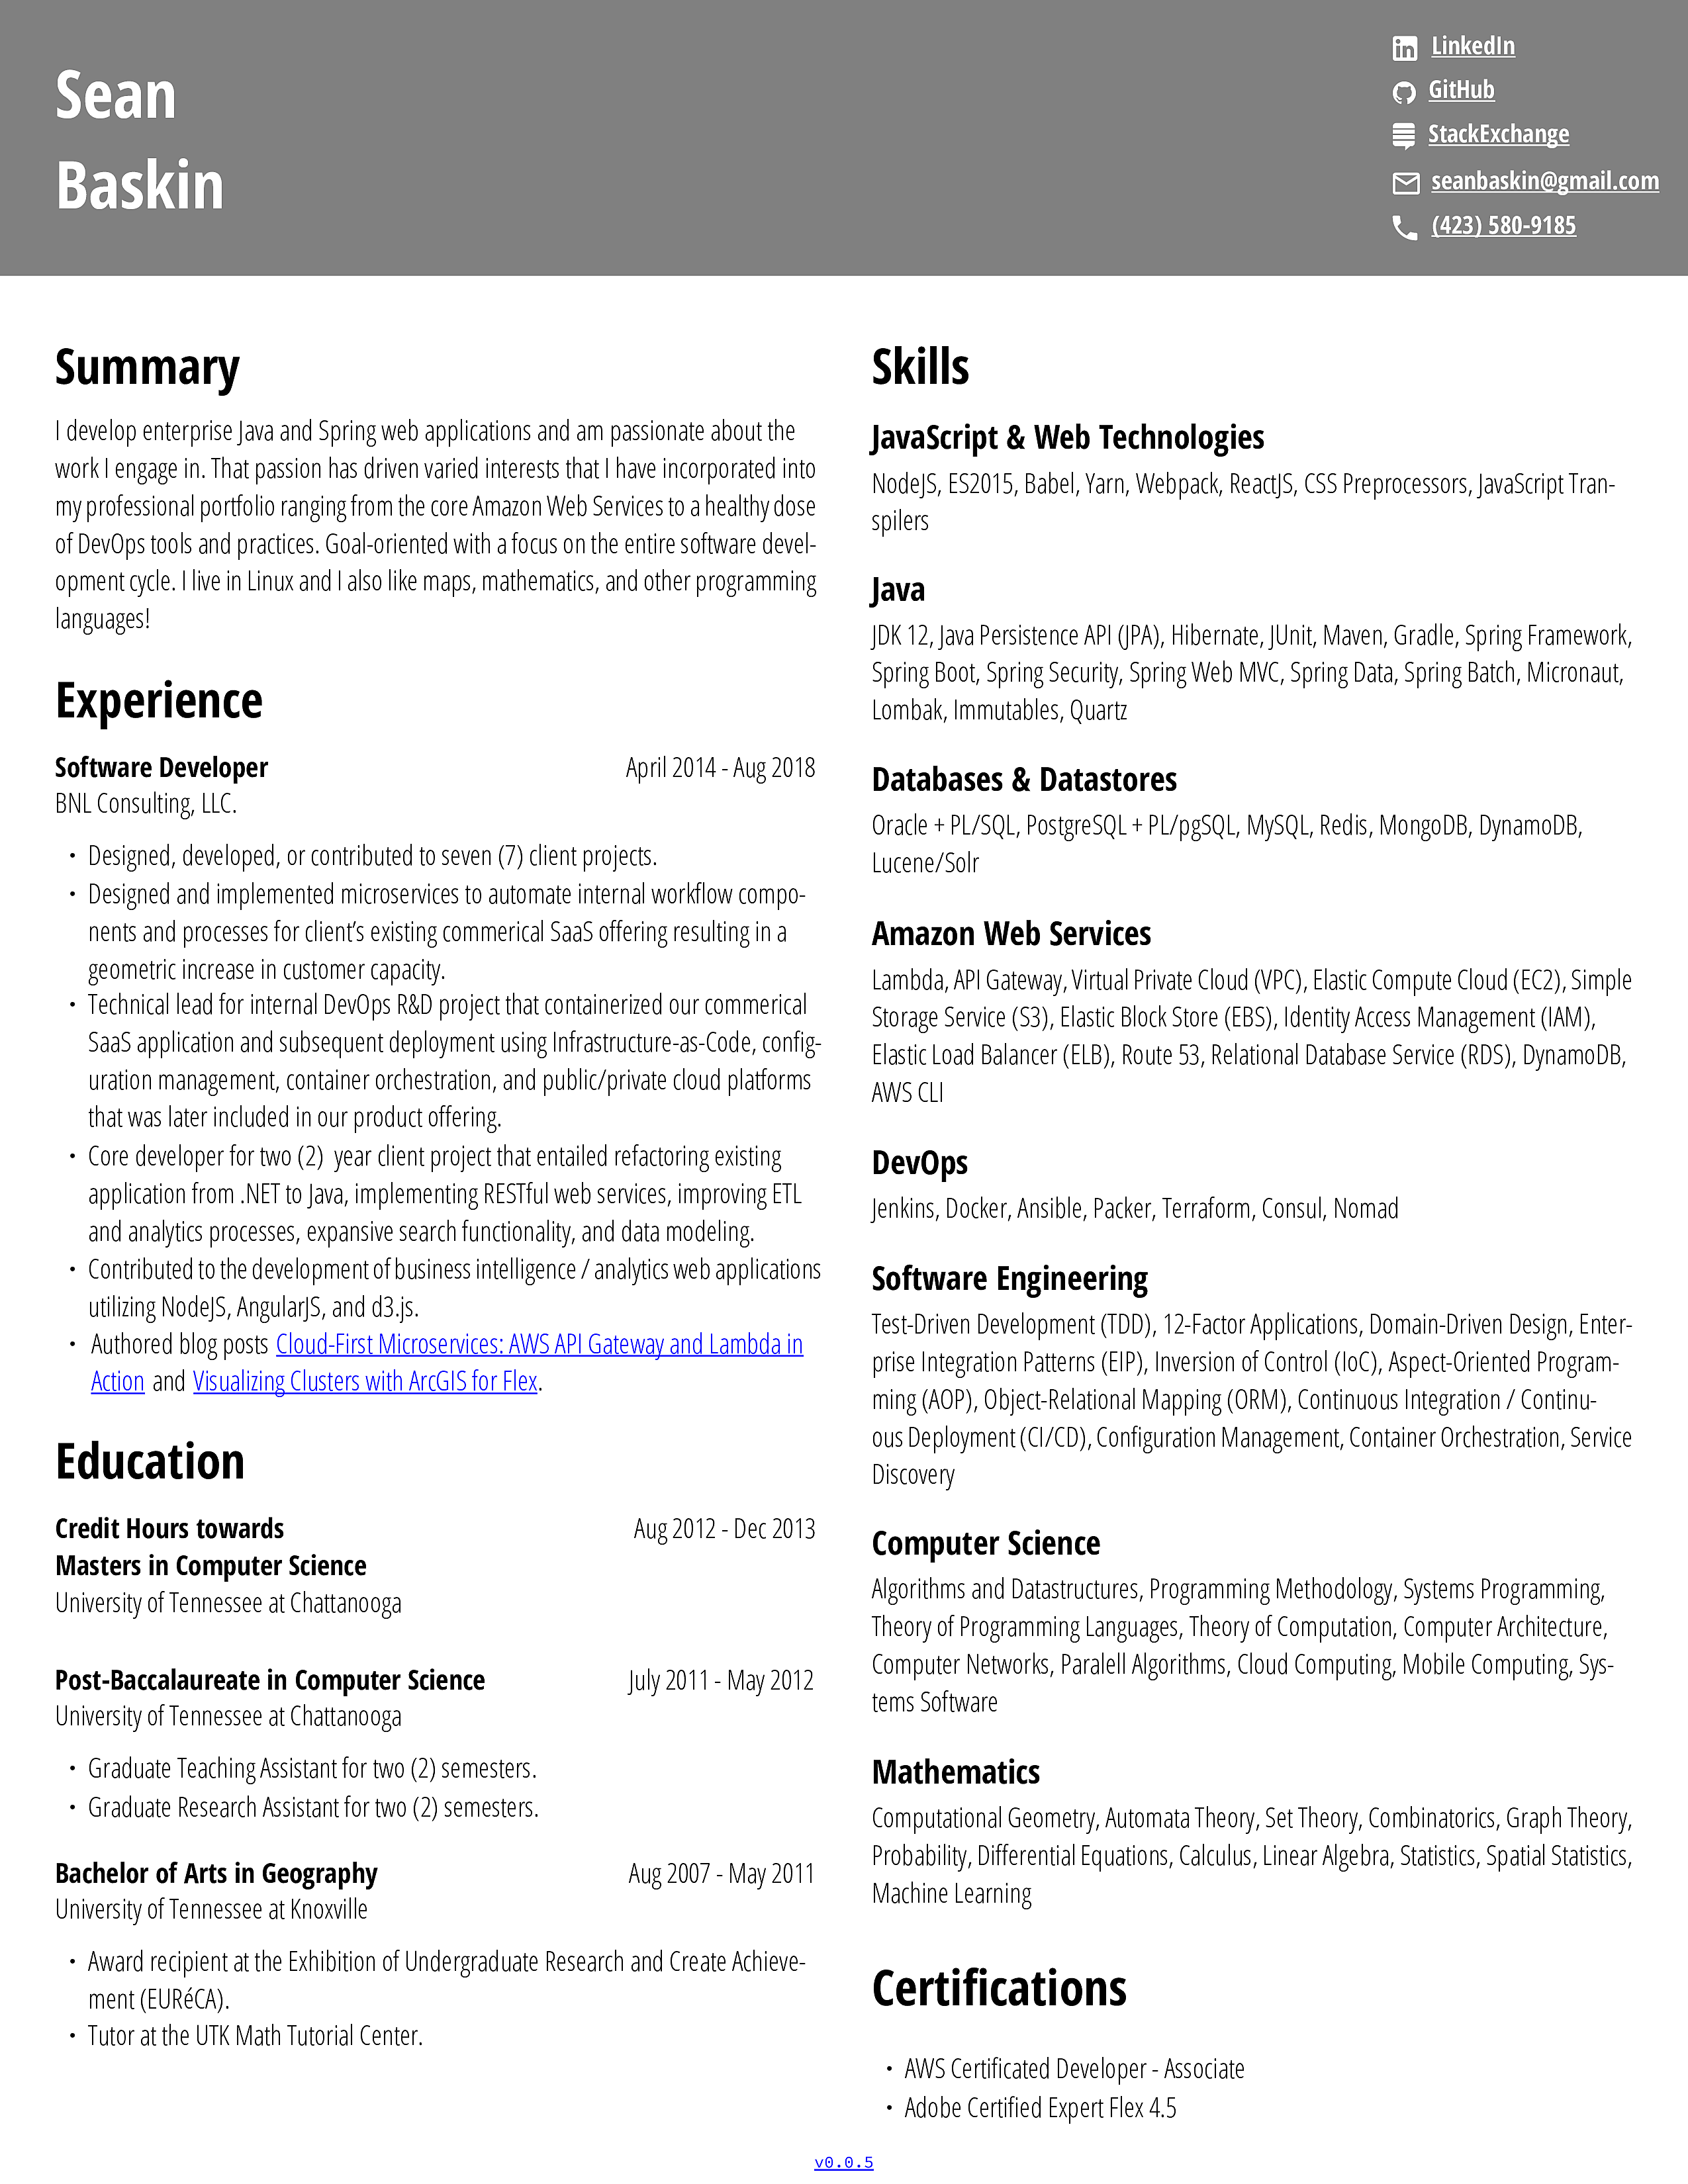 Sean
Baskin
LinkedIn
GitHub
StackExchange
seanbaskin@gmail.com
(423) 580-9185
Summary
I develop enterprise Java and Spring web applications and am passionate about the
work I engage in. That passion has driven varied interests that I have incorporated into
my professional portfolio ranging from the core Amazon Web Services to a healthy dose
of DevOps tools and practices. Goal-oriented with a focus on the entire software devel-
opment cycle. I live in Linux and I also like maps, mathematics, and other programming
languages!
Experience
Software Developer April 2014 - Aug 2018
BNL Consulting, LLC.
• Designed, developed, or contributed to seven (7) client projects.
• Designed and implemented microservices to automate internal workflow compo-
nents and processes for client's existing commerical SaaS offering resulting in a
geometric increase in customer capacity.
• Technical lead for internal DevOps R&D project that containerized our commerical
SaaS application and subsequent deployment using Infrastructure-as-Code, config-
uration management, container orchestration, and public/private cloud platforms
that was later included in our product offering.
• Core developer for two (2) year client project that entailed refactoring existing
application from .NET to Java, implementing RESTful web services, improving ETL
and analytics processes, expansive search functionality, and data modeling.
• Contributed to the development of business intelligence / analytics web applications
utilizing NodeJS, AngularJS, and d3.js.
• Authored blog posts Cloud-First Microservices: AWS API Gateway and Lambda in
Action and Visualizing Clusters with ArcGIS for Flex.
Education
Credit Hours towards Aug 2012 - Dec 2013
Masters in Computer Science
University of Tennessee at Chattanooga
Post-Baccalaureate in Computer Science July 2011 - May 2012
University of Tennessee at Chattanooga
• Graduate Teaching Assistant for two (2) semesters.
• Graduate Research Assistant for two (2) semesters.
Bachelor of Arts in Geography Aug 2007 - May 2011
University of Tennessee at Knoxville
• Award recipient at the Exhibition of Undergraduate Research and Create Achieve-
ment (EURéCA).
• Tutor at the UTK Math Tutorial Center.
Skills
JavaScript & Web Technologies
NodeJS, ES2015, Babel, Yarn, Webpack, ReactJS, CSS Preprocessors, JavaScript Tran-
spilers
Java
JDK 12, Java Persistence API (JPA), Hibernate, JUnit, Maven, Gradle, Spring Framework,
Spring Boot, Spring Security, Spring Web MVC, Spring Data, Spring Batch, Micronaut,
Lombak, Immutables, Quartz
Databases & Datastores
Oracle + PL/SQL, PostgreSQL + PL/pgSQL, MySQL, Redis, MongoDB, DynamoDB,
Lucene/Solr
Amazon Web Services
Lambda, API Gateway, Virtual Private Cloud (VPC), Elastic Compute Cloud (EC2), Simple
Storage Service (S3), Elastic Block Store (EBS), Identity Access Management (IAM),
Elastic Load Balancer (ELB), Route 53, Relational Database Service (RDS), DynamoDB,
AWS CLI
DevOps
Jenkins, Docker, Ansible, Packer, Terraform, Consul, Nomad
Software Engineering
Test-Driven Development (TDD), 12-Factor Applications, Domain-Driven Design, Enter-
prise Integration Patterns (EIP), Inversion of Control (IoC), Aspect-Oriented Program-
ming (AOP), Object-Relational Mapping (ORM), Continuous Integration / Continu-
ous Deployment (CI/CD), Configuration Management, Container Orchestration, Service
Discovery
Computer Science
Algorithms and Datastructures, Programming Methodology, Systems Programming,
Theory of Programming Languages, Theory of Computation, Computer Architecture,
Computer Networks, Paralell Algorithms, Cloud Computing, Mobile Computing, Sys-
tems Software
Mathematics
Computational Geometry, Automata Theory, Set Theory, Combinatorics, Graph Theory,
Probability, Differential Equations, Calculus, Linear Algebra, Statistics, Spatial Statistics,
Machine Learning
Certifications
• AWS Certificated Developer - Associate
• Adobe Certified Expert Flex 4.5
v0.0.5